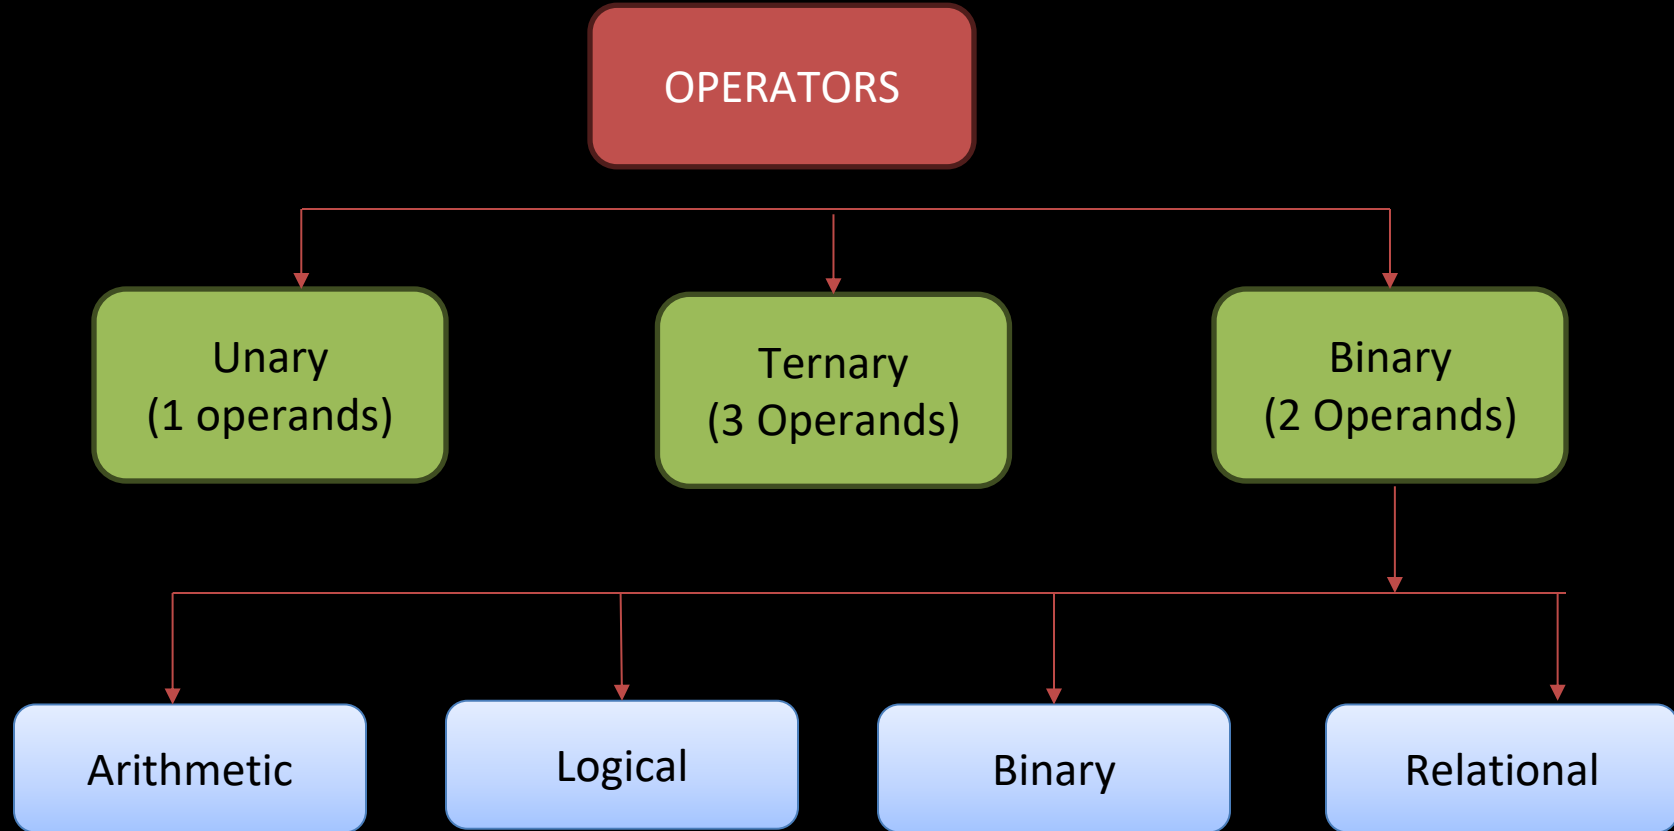 OPERATORS
Unary
(1 operands)
Ternary
(3 Operands)
Binary
(2 Operands)
Arithmetic
Logical
Binary
Relational